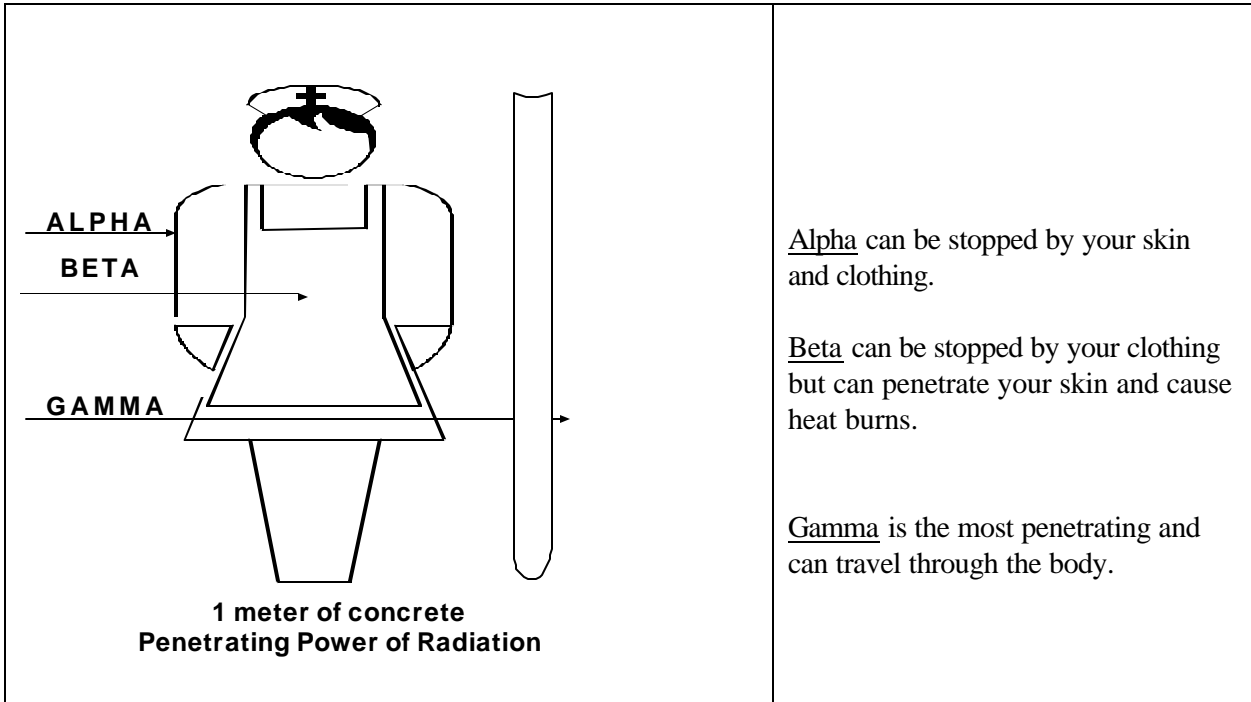 ALPHA
BETA
GAMMA
1 meter of concrete
Penetrating Power of Radiation
Alpha can be stopped by your skin
and clothing.
Beta can be stopped by your clothing
but can penetrate your skin and cause
heat burns.
Gamma is the most penetrating and
can travel through the body.